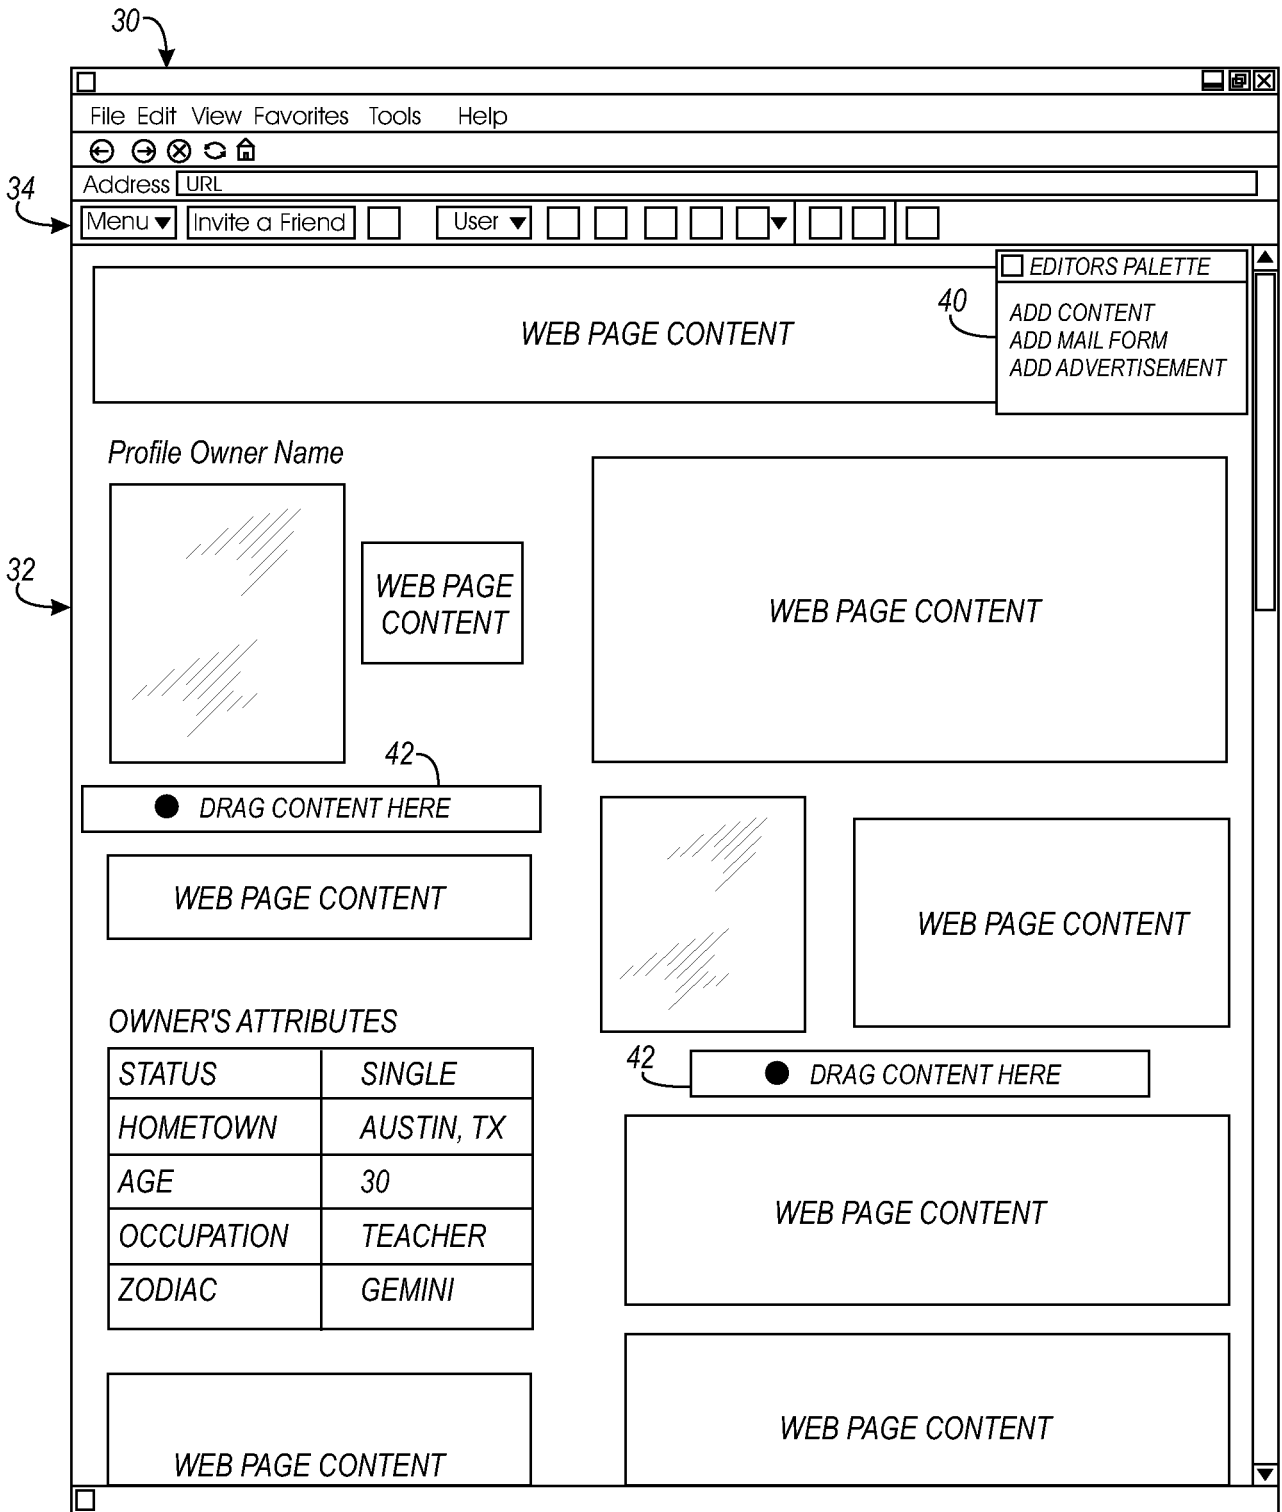 30
File Edit View Favorites Tools Help
Address URL
34
Menu Invite a Friend User
EDITORS PALETTE
40
ADD CONTENT
ADD MAIL FORM
ADD ADVERTISEMENT
WEB PAGE CONTENT
Profile Owner Name
32
WEB PAGE
CONTENT
WEB PAGE CONTENT
42
DRAG CONTENT HERE
WEB PAGE CONTENT
WEB PAGE CONTENT
OWNER'S ATTRIBUTES
STATUS SINGLE
HOMETOWN AUSTIN, TX
AGE 30
OCCUPATION TEACHER
ZODIAC GEMINI
42
DRAG CONTENT HERE
WEB PAGE CONTENT
WEB PAGE CONTENT
WEB PAGE CONTENT